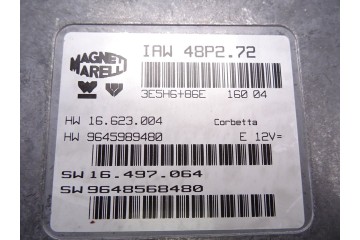 MAGNETI MARELLI
IAW 48P2.72
3E5H6+86E 160 04
HW 16.623.004 Corbetta
HW 9645989480 E 12V=
SW 16.497.064
SW 9648568480